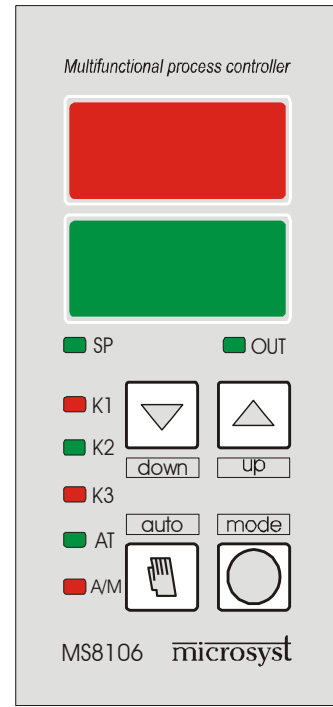 Multifunctional process controller
SP OUT
K1
K2
down up
K3
auto mode
AT
A/M
MS8106 microsyst